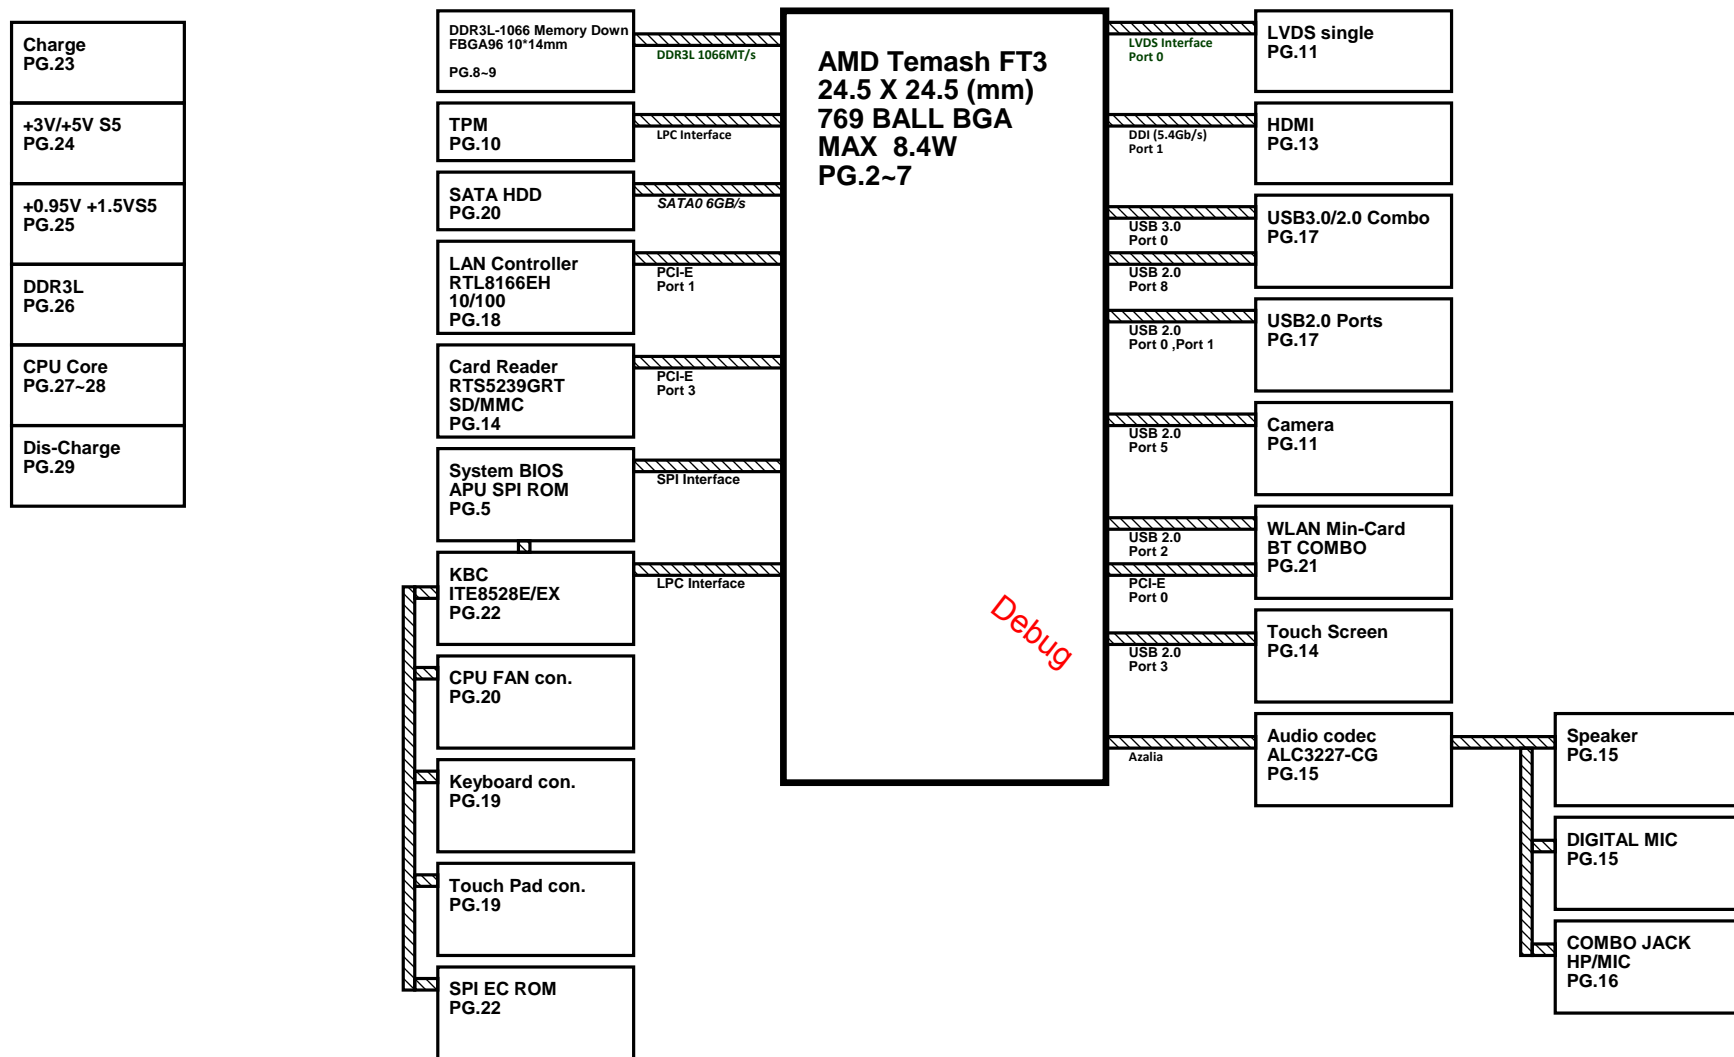 Charge
PG.23
+3V/+5V S5
PG.24
+0.95V +1.5VS5
PG.25
DDR3L
PG.26
CPU Core
PG.27~28
Dis-Charge
PG.29
DDR3L-1066 Memory Down
FBGA96 10*14mm
PG.8~9
DDR3L 1066MT/s
TPM
PG.10
LPC Interface
SATA HDD
PG.20
SATA0 6GB/s
LAN Controller
RTL8166EH
10/100
PG.18
PCI-E
Port 1
Card Reader
RTS5239GRT
SD/MMC
PG.14
PCI-E
Port 3
System BIOS
APU SPI ROM
PG.5
SPI Interface
KBC
ITE8528E/EX
PG.22
LPC Interface
CPU FAN con.
PG.20
Keyboard con.
PG.19
Touch Pad con.
PG.19
SPI EC ROM
PG.22
AMD Temash FT3
24.5 X 24.5 (mm)
769 BALL BGA
MAX  8.4W
PG.2~7
Debug
LVDS Interface
Port 0
LVDS single
PG.11
DDI (5.4Gb/s)
Port 1
HDMI
PG.13
USB 3.0
Port 0
USB 2.0
Port 8
USB3.0/2.0 Combo
PG.17
USB 2.0
Port 0 ,Port 1
USB2.0 Ports
PG.17
USB 2.0
Port 5
Camera
PG.11
USB 2.0
Port 2
PCI-E
Port 0
WLAN Min-Card
BT COMBO
PG.21
USB 2.0
Port 3
Touch Screen
PG.14
Azalia
Audio codec
ALC3227-CG
PG.15
Speaker
PG.15
DIGITAL MIC
PG.15
COMBO JACK
HP/MIC
PG.16